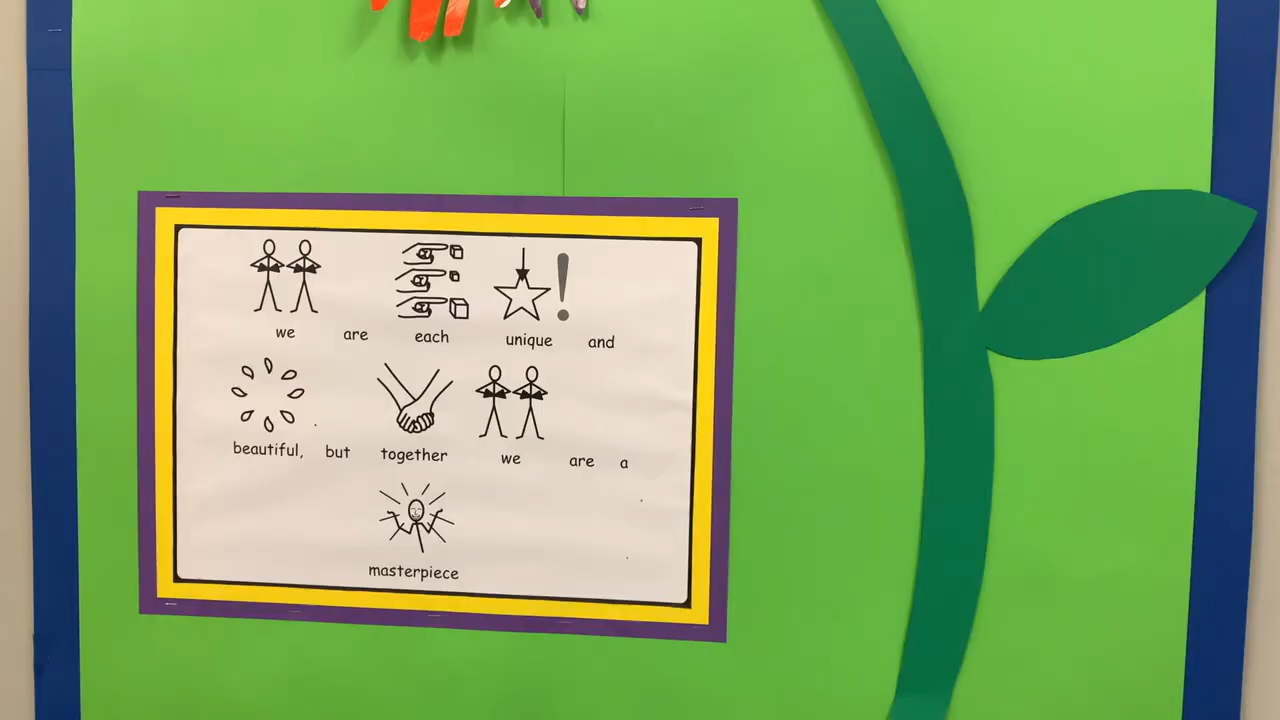 we are each unique and
beautiful, but together we are a
masterpiece